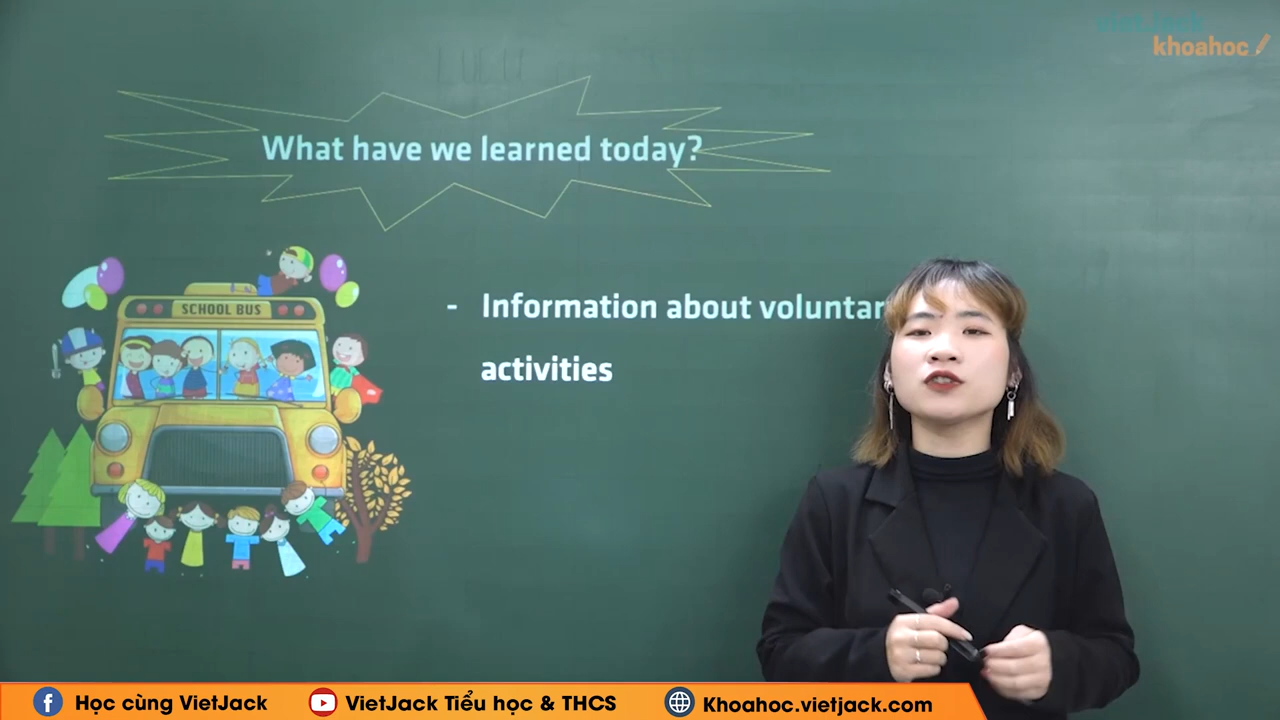 vietJack
khoahoc
What have we learned today?
SCHOOL BUS
- Information about
activities
Học cùng VietJack
VietJack Tiểu học & THCS
Khoahoc.vietjack.com